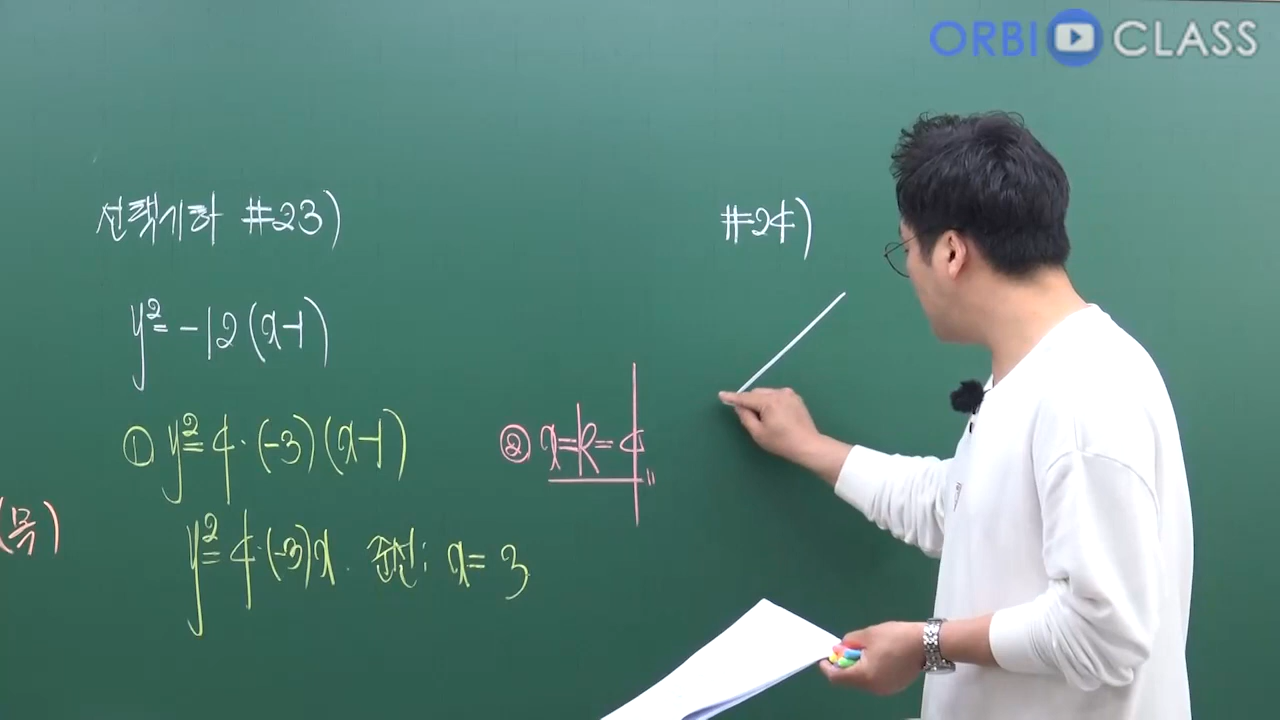 ORBI CLASS
선택기하 #23)
y²=-12(x-1)
① y²=4·(-3)(x-1)
y²=4·(-3)x. 준선: x=3
② x=k=4
#24)